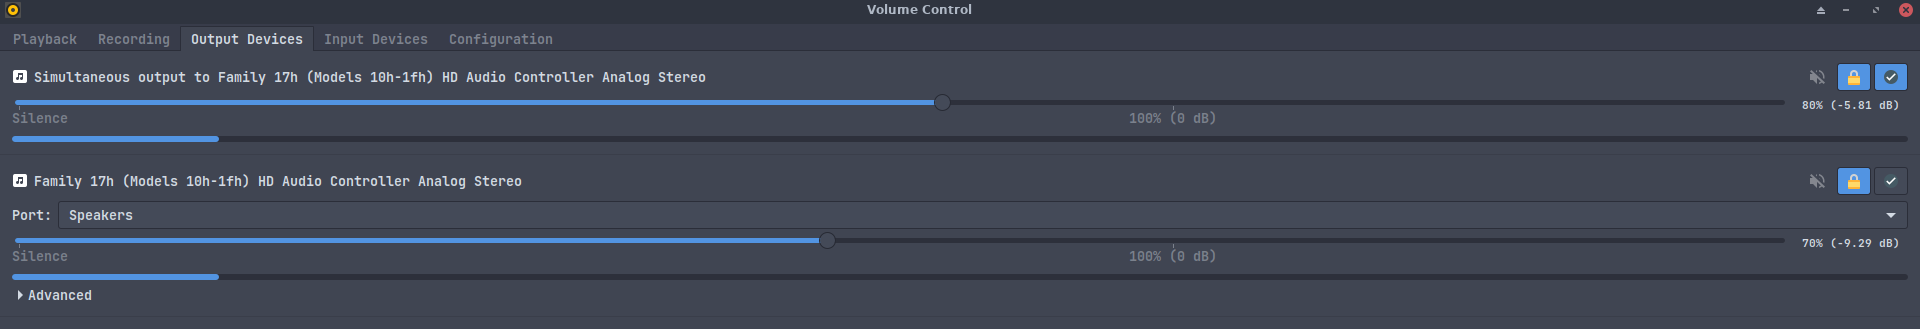 Volume Control
Playback Recording Output Devices Input Devices Configuration
Simultaneous output to Family 17h (Models 10h-1fh) HD Audio Controller Analog Stereo
80% (-5.81 dB)
Silence 100% (0 dB)
Family 17h (Models 10h-1fh) HD Audio Controller Analog Stereo
Port: Speakers
70% (-9.29 dB)
Silence 100% (0 dB)
Advanced